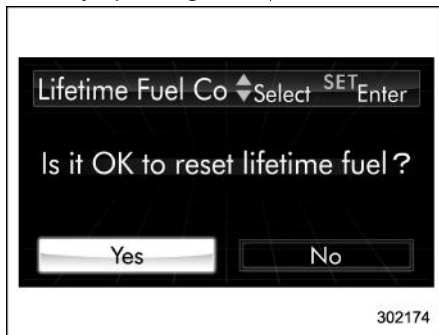 Lifetime Fuel Co Select SET Enter
Is it OK to reset lifetime fuel ?
Yes No
302174